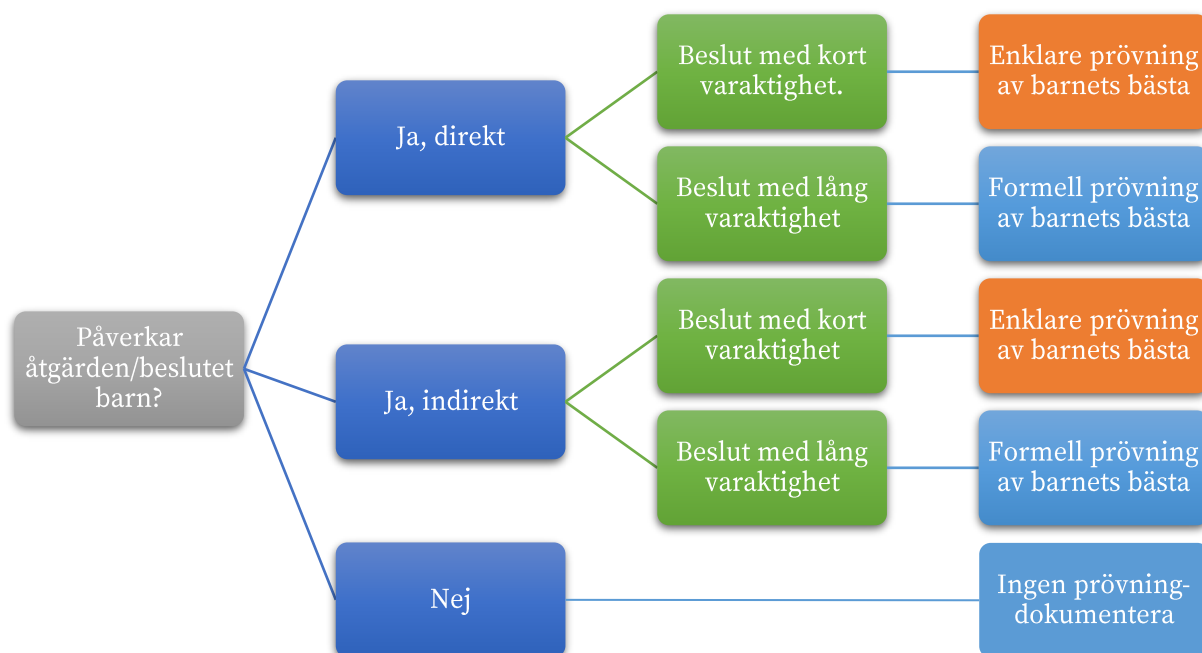 Påverkar
åtgärden/beslutet
barn?
Ja, direkt
Beslut med kort
varaktighet.
Enklare prövning
av barnets bästa
Beslut med lång
varaktighet
Formell prövning
av barnets bästa
Ja, indirekt
Beslut med kort
varaktighet
Enklare prövning
av barnets bästa
Beslut med lång
varaktighet
Formell prövning
av barnets bästa
Nej
Ingen prövning-
dokumentera